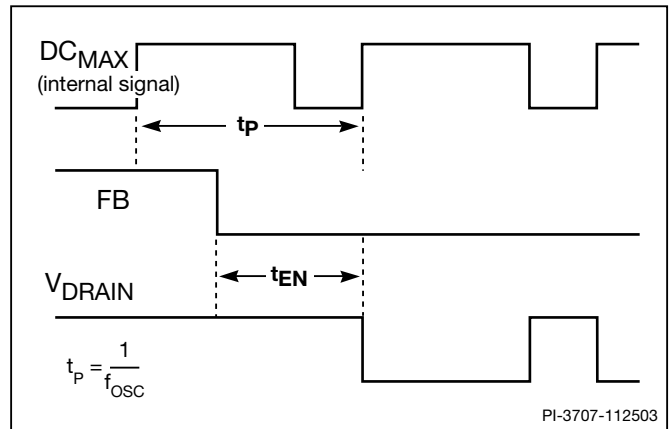 DCMAX
(internal signal)
tP
FB
tEN
VDRAIN
tP = 1/fOSC
PI-3707-112503